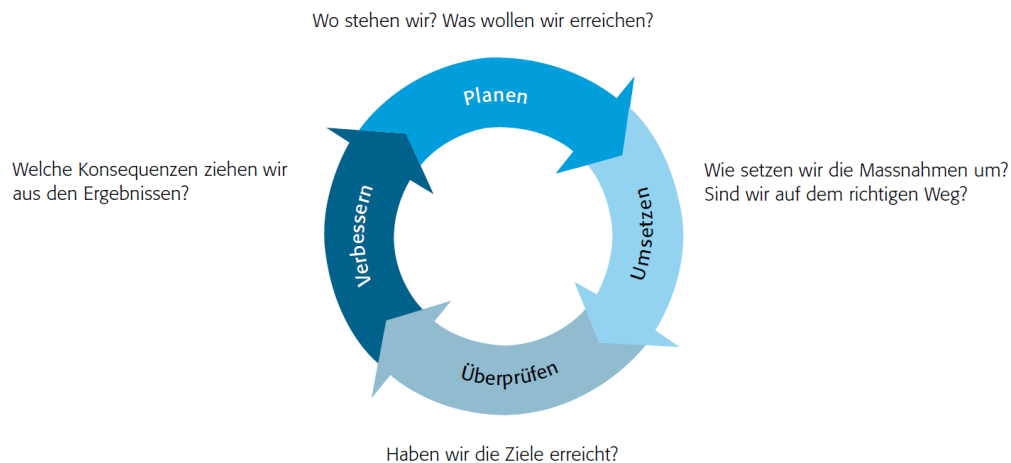 Wo stehen wir? Was wollen wir erreichen?
Planen
Welche Konsequenzen ziehen wir
aus den Ergebnissen?
Wie setzen wir die Massnahmen um?
Sind wir auf dem richtigen Weg?
Verbessern
Umsetzen
Überprüfen
Haben wir die Ziele erreicht?